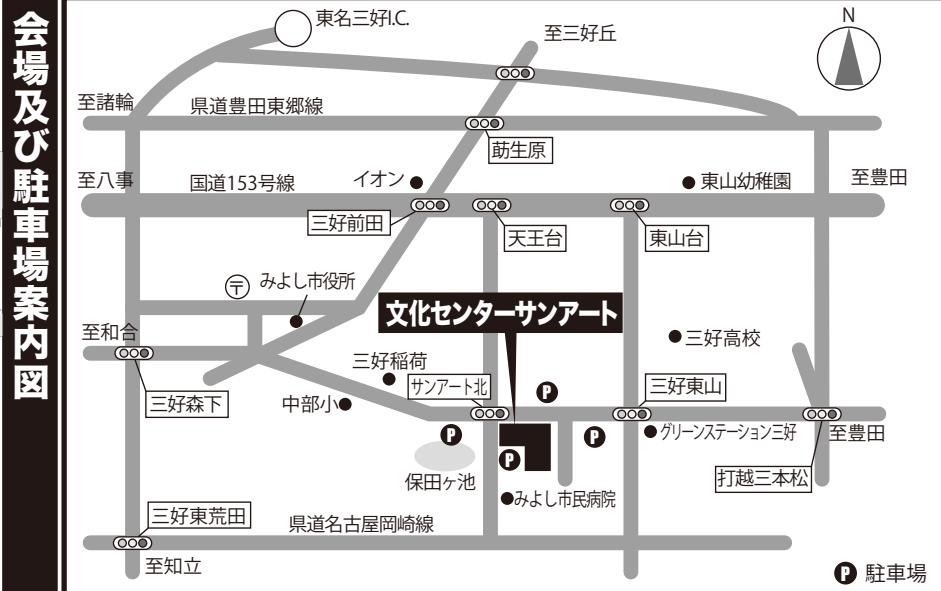 会場及び駐車場案内図
東名三好I.C.
至三好丘
N
至諸輪
県道豊田東郷線
莇生原
至八事
国道153号線
イオン
東山幼稚園
至豊田
三好前田
天王台
東山台
〒
みよし市役所
文化センターサンアート
至和合
三好稲荷
三好高校
サンアート北
三好東山
三好森下
中部小
P
P
グリーンステーション三好
至豊田
P
P
保田ヶ池
打越三本松
みよし市民病院
三好東荒田
県道名古屋岡崎線
至知立
P 駐車場